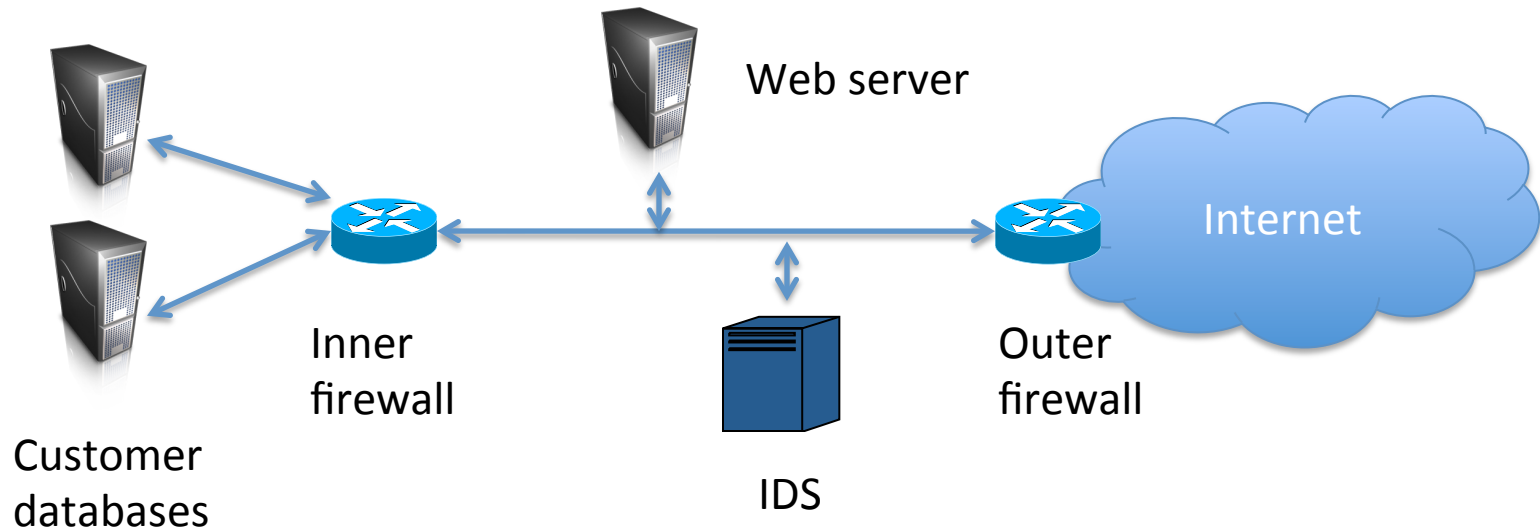 Web server
Internet
Inner
firewall
Outer
firewall
Customer
databases
IDS